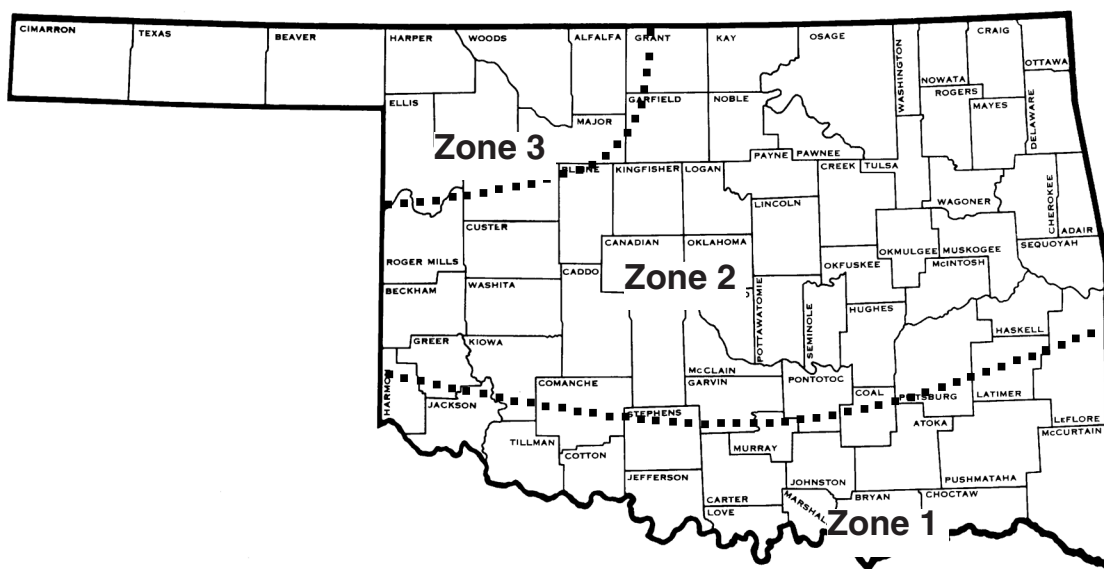 CIMARRON
TEXAS
BEAVER
HARPER
WOODS
ALFALFA
GRANT
KAY
OSAGE
WASHINGTON
NOWATA
CRAIG
OTTAWA
ROGERS
MAYES
DELAWARE
ELLIS
MAJOR
GARFIELD
NOBLE
Zone 3
PAYNE
PAWNEE
KINGFISHER
LOGAN
CREEK
TULSA
WAGONER
CHEROKEE
ADAIR
LINCOLN
CUSTER
CANADIAN
OKLAHOMA
OKMULGEE
MUSKOGEE
SEQUOYAH
ROGER MILLS
CADDO
Zone 2
OKFUSKEE
McINTOSH
BECKHAM
WASHITA
POTTAWATOMIE
SEMINOLE
HUGHES
HASKELL
GREER
KIOWA
McCLAIN
GARVIN
PONTOTOC
COAL
PITTSBURG
LATIMER
HARMON
JACKSON
COMANCHE
STEPHENS
ATOKA
LEFLORE
McCURTAIN
TILLMAN
COTTON
MURRAY
JEFFERSON
JOHNSTON
PUSHMATAHA
CARTER
LOVE
MARSHALL
BRYAN
CHOCTAW
Zone 1